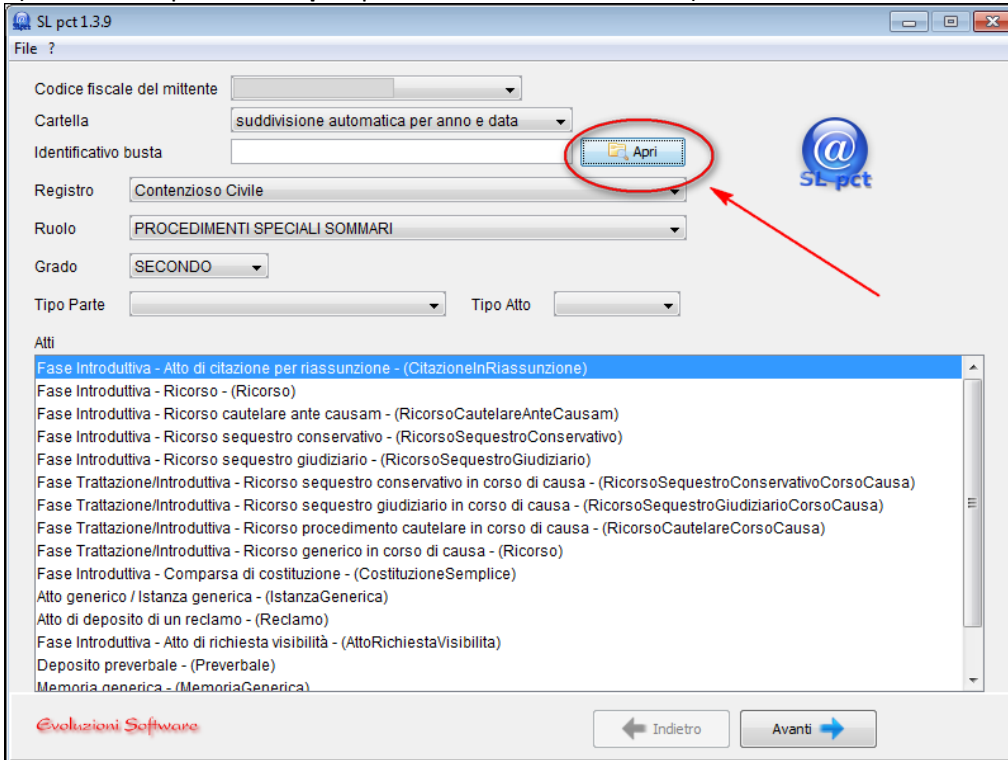 SL pct 1.3.9
File ?
Codice fiscale del mittente
Cartella suddivisione automatica per anno e data
Identificativo busta Apri
@
SL pct
Registro Contenzioso Civile
Ruolo PROCEDIMENTI SPECIALI SOMMARI
Grado SECONDO
Tipo Parte Tipo Atto
Atti
Fase Introduttiva - Atto di citazione per riassunzione - (CitazioneInRiassunzione)
Fase Introduttiva - Ricorso - (Ricorso)
Fase Introduttiva - Ricorso cautelare ante causam - (RicorsoCautelareAnteCausam)
Fase Introduttiva - Ricorso sequestro conservativo - (RicorsoSequestroConservativo)
Fase Introduttiva - Ricorso sequestro giudiziario - (RicorsoSequestroGiudiziario)
Fase Trattazione/Introduttiva - Ricorso sequestro conservativo in corso di causa - (RicorsoSequestroConservativoCorsoCausa)
Fase Trattazione/Introduttiva - Ricorso sequestro giudiziario in corso di causa - (RicorsoSequestroGiudiziarioCorsoCausa)
Fase Trattazione/Introduttiva - Ricorso procedimento cautelare in corso di causa - (RicorsoCautelareCorsoCausa)
Fase Trattazione/Introduttiva - Ricorso generico in corso di causa - (Ricorso)
Fase Introduttiva - Comparsa di costituzione - (CostituzioneSemplice)
Atto generico / Istanza generica - (IstanzaGenerica)
Atto di deposito di un reclamo - (Reclamo)
Fase Introduttiva - Atto di richiesta visibilità - (AttoRichiestaVisibilita)
Deposito preverbale - (Preverbale)
Memoria generica - (MemoriaGenerica)
Evoluzioni Software Indietro Avanti